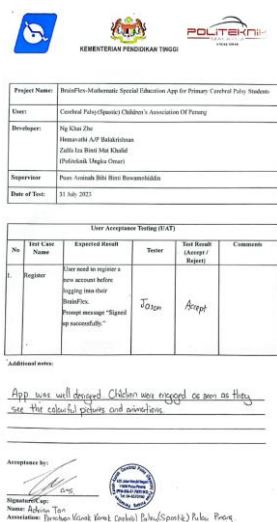 POLITEKNIK
KEMENTERIAN PENDIDIKAN TINGGI
Project Name: BrainFlex-Mathematic Special Education App for Primary Cerebral Palsy Students
User: Cerebral Palsy(Spastic) Children's Association Of Penang
Developer: Ng Khai Zhe
Hemavathi A/P Balakrishnan
Zulfa Iza Binti Mat Khalid
(Politeknik Ungku Omar)
Supervisor Puan Aminah Bibi Binti Bawamohiddin
Date of Test: 31 July 2023
User Acceptance Testing (UAT)
No Test Case Name Expected Result Tester Test Result (Accept / Reject) Comments
1. Register User need to register a
new account before
logging into their
BrainFlex.
Prompt message "Signed
up successfully."
Jason Accept
Additional notes:
App was well designed. Children were engaged as soon as they
see the colourful pictures and animations.
Acceptance by:
Signature/Cop:
Name: Adrina Tan
Association: Persatuan Kanak Kanak Cerebral Palsy(Spastik) Pulau Pinang